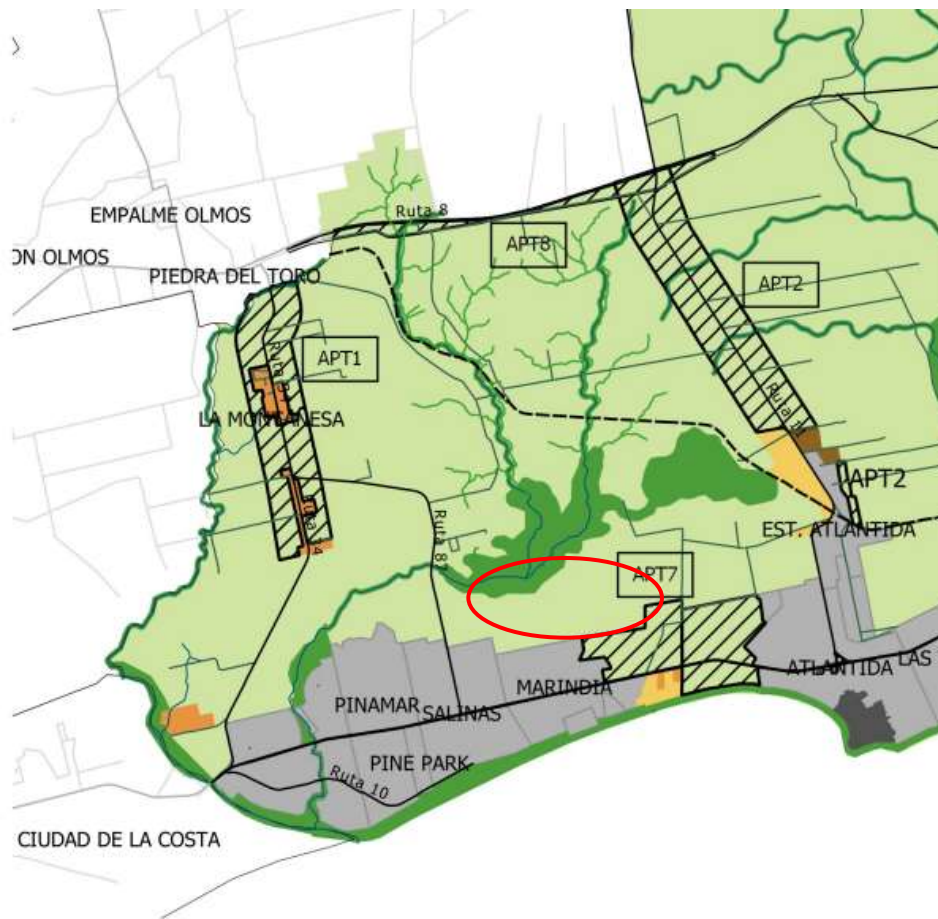 EMPALME OLMOS
Ruta 8
APT8
ON OLMOS
PIEDRA DEL TORO
APT2
APT1
LA MONTAÑESA
APT2
Ruta 87
EST. ATLANTIDA
APT7
ATLANTIDA
LAS
MARINDIA
PINAMAR
SALINAS
PINE PARK
Ruta 10
CIUDAD DE LA COSTA